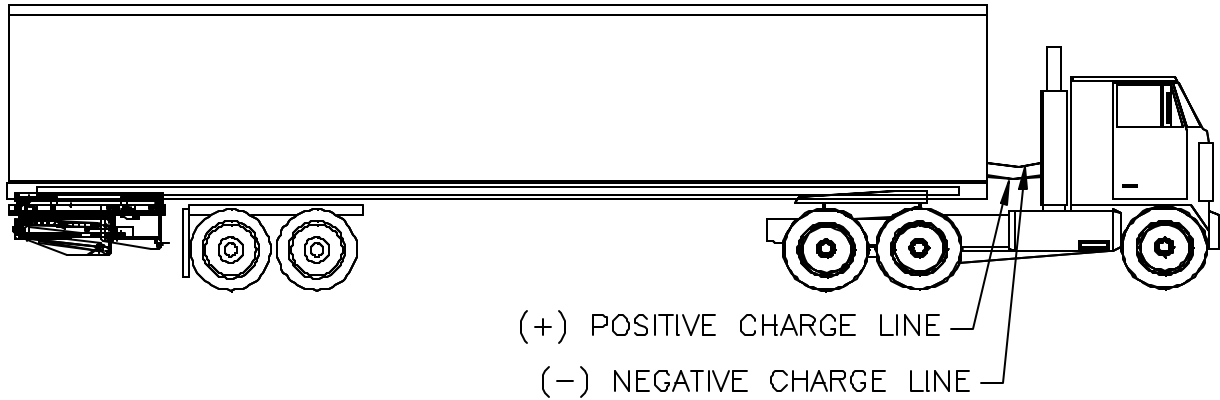 (+) POSITIVE CHARGE LINE
(-) NEGATIVE CHARGE LINE